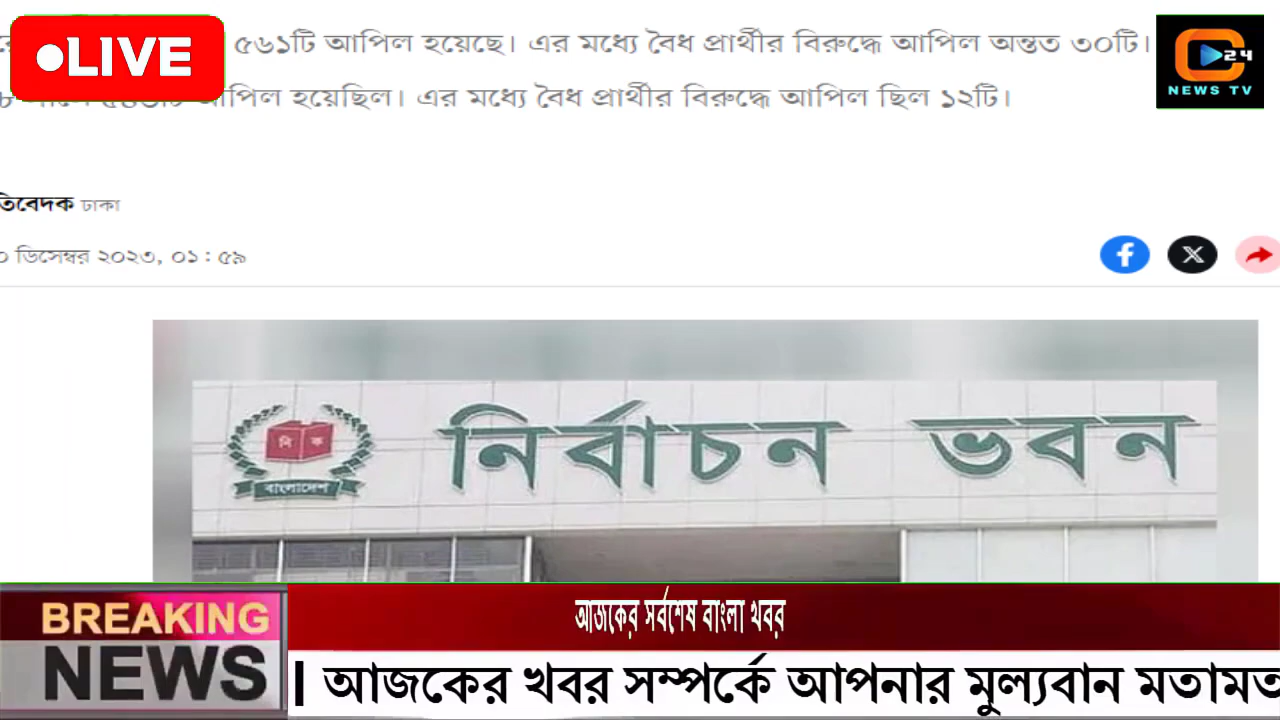 LIVE
৫৬১টি আপিল হয়েছে। এর মধ্যে বৈধ প্রার্থীর বিরুদ্ধে আপিল অন্তত ৩০টি।
24
NEWS TV
আপিল হয়েছিল। এর মধ্যে বৈধ প্রার্থীর বিরুদ্ধে আপিল ছিল ১২টি।
তিবেদক ঢাকা
০ ডিসেম্বর ২০২৩, ০১: ৫৯
নি ক
বাংলাদেশ
নির্বাচন ভবন
BREAKING
NEWS
আজকের সর্বশেষ বাংলা খবর
| আজকের খবর সম্পর্কে আপনার মুল্যবান মতামত